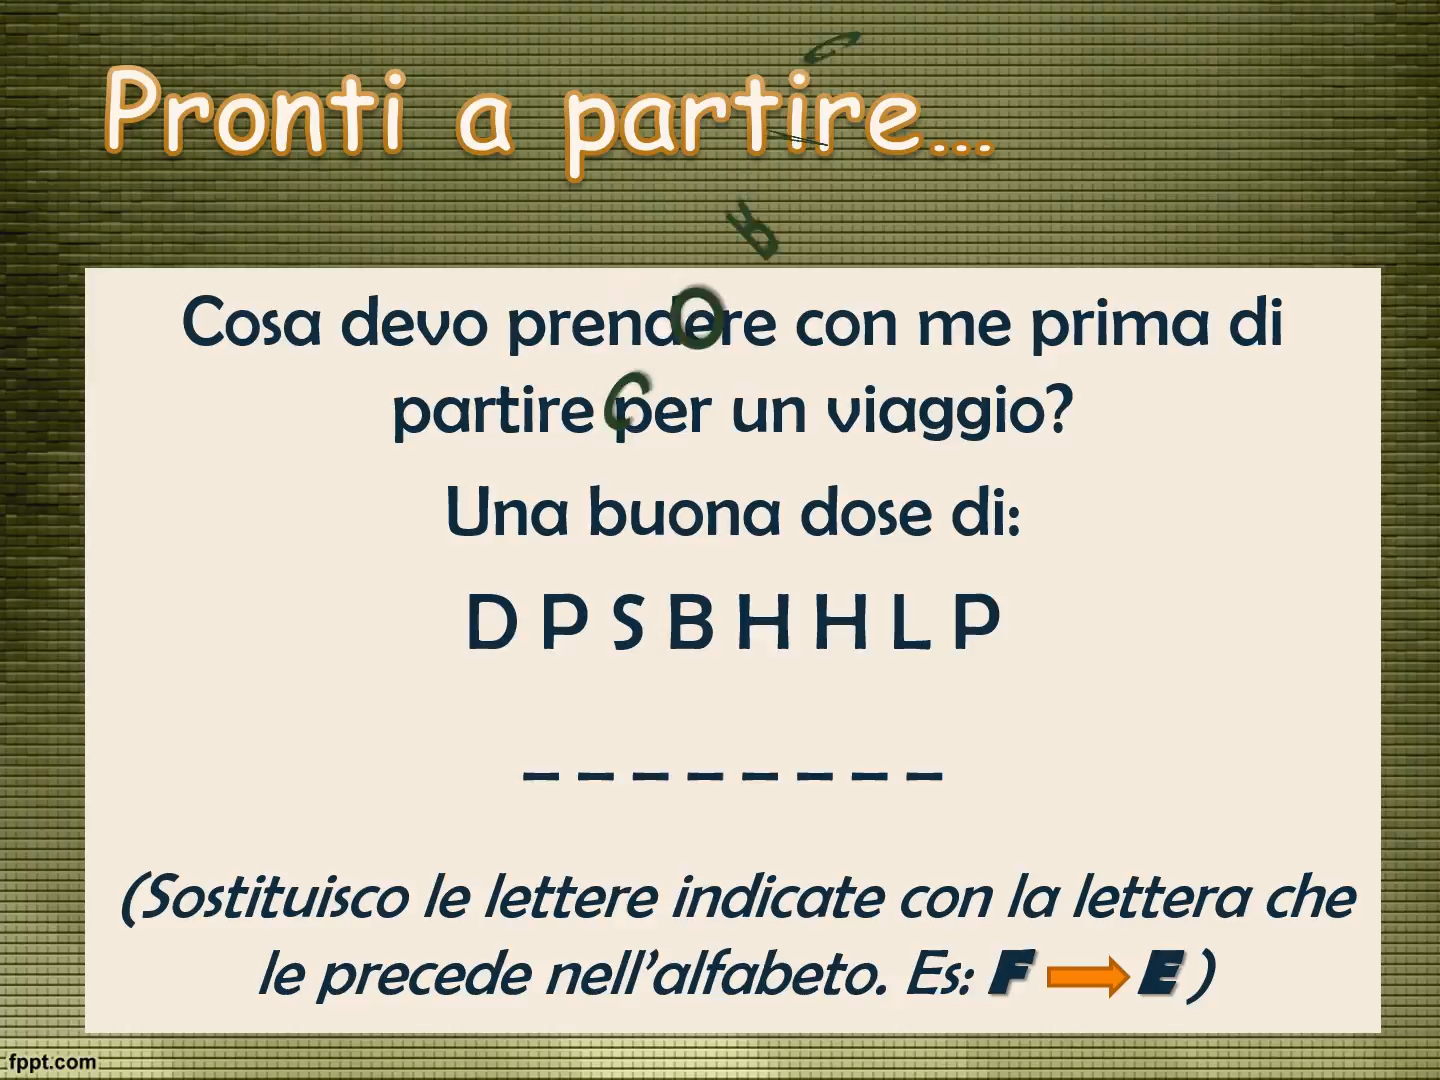 Pronti a partire...
Cosa devo prendere con me prima di
partire per un viaggio?
Una buona dose di:
D P S B H H L P
_ _ _ _ _ _ _ _
(Sostituisco le lettere indicate con la lettera che
le precede nell'alfabeto. Es: F E )
fppt.com